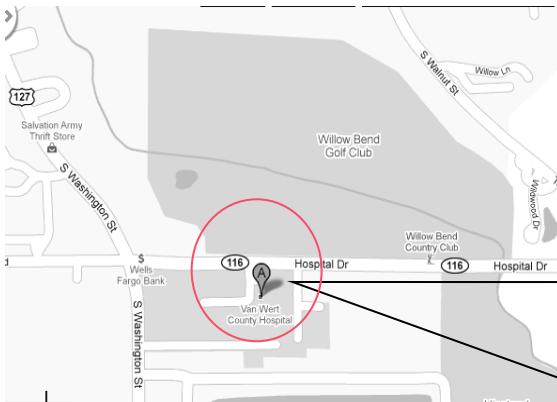 S Walnut St
Willow Ln
127
Salvation Army
Thrift Store
Willow Bend
Golf Club
S Washington St
Wildwood Dr
Willow Bend
Country Club
116
Hospital Dr
116
Hospital Dr
$
Wells
Fargo Bank
A
Van Wert
County Hospital
S Washington St